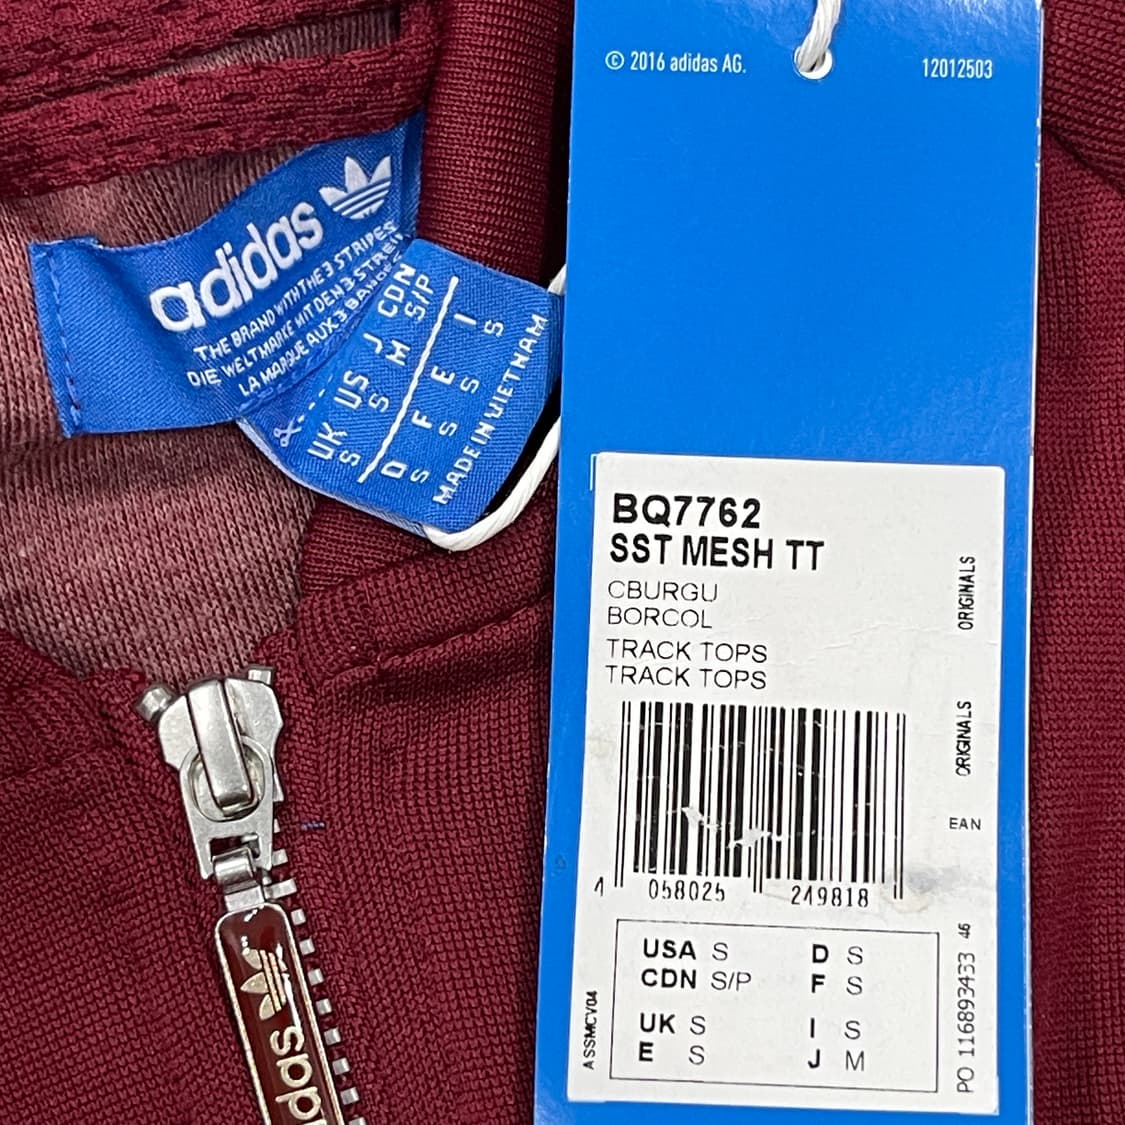 adidas
THE BRAND WITH THE 3 STRIPES
DIE WELTMARKE MIT DEN 3 STREI
LA MARQUE AUX 3 BANDES
UK US J CDN
S S M S/P
D F E I
S S S S
MADE IN VIETNAM
adidas
© 2016 adidas AG.
12012503
BQ7762
SST MESH TT
CBURGU
BORCOL
TRACK TOPS
TRACK TOPS
ORIGINALS
ORIGINALS
EAN
4 058025 249818
USA S D S
CDN S/P F S
UK S I S
E S J M
ASSMCV04
PO 116893433 46